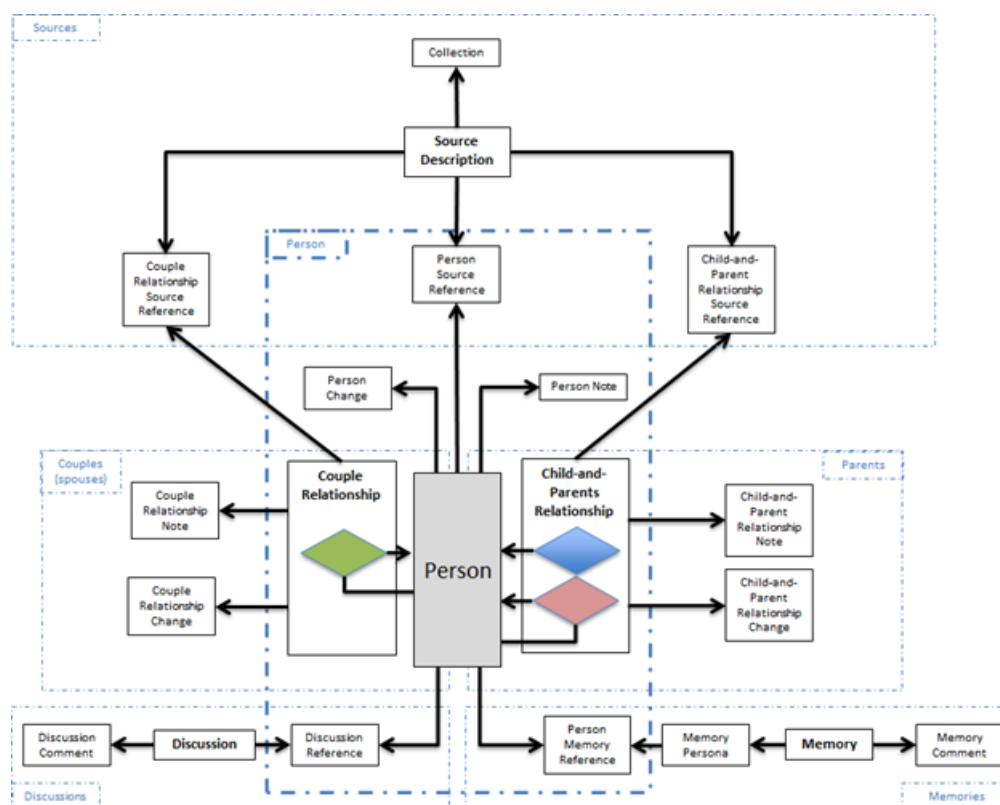 Sources
Collection
Source
Description
Person
Couple
Relationship
Source
Reference
Person
Source
Reference
Child-and-
Parent
Relationship
Source
Reference
Person
Change
Person Note
Couples
(spouses)
Parents
Couple
Relationship
Child-and-
Parents
Relationship
Couple
Relationship
Note
Child-and-
Parent
Relationship
Note
Person
Couple
Relationship
Change
Child-and-
Parent
Relationship
Change
Discussion
Comment
Discussion
Discussion
Reference
Person
Memory
Reference
Memory
Persona
Memory
Memory
Comment
Discussions
Memories